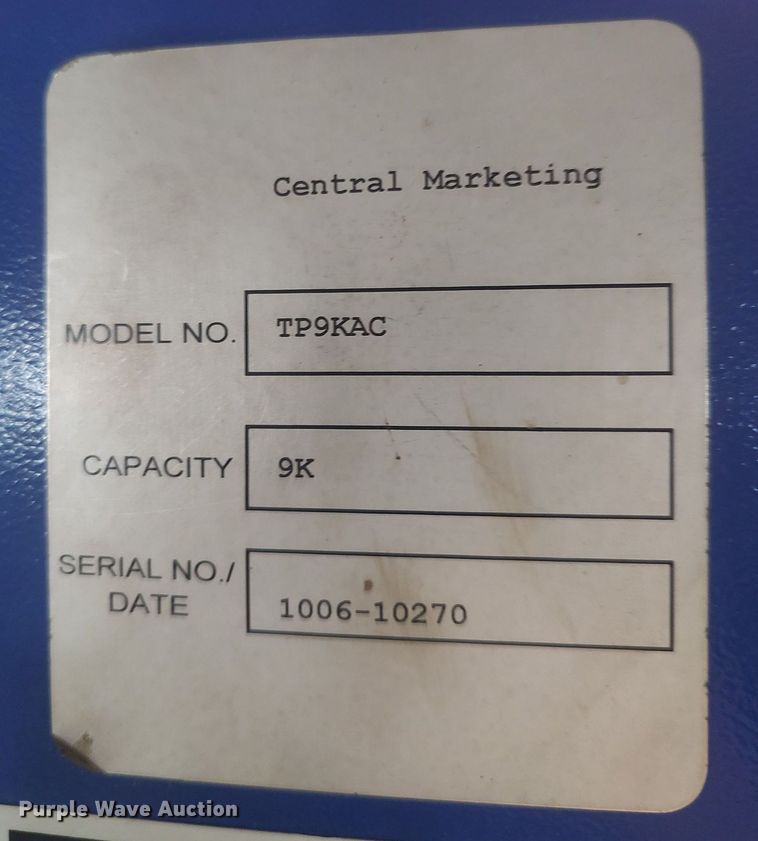 Central Marketing
MODEL NO. TP9KAC
CAPACITY 9K
SERIAL NO./
DATE 1006-10270
Purple Wave Auction